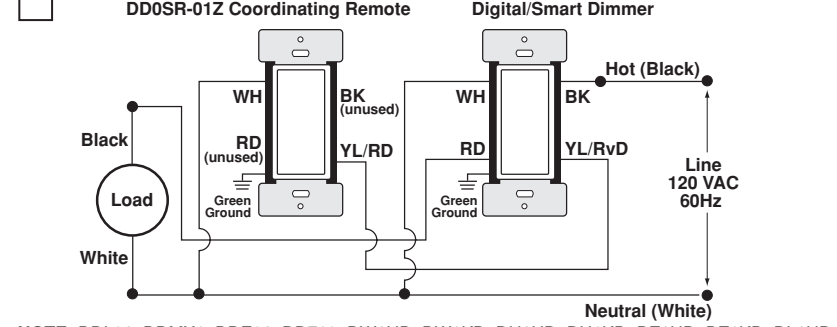 DD0SR-01Z Coordinating Remote
Digital/Smart Dimmer
Hot (Black)
WH
BK
(unused)
WH
BK
Black
RD
(unused)
YL/RD
RD
YL/RvD
Line
120 VAC
60Hz
Load
Green
Ground
Green
Ground
White
Neutral (White)